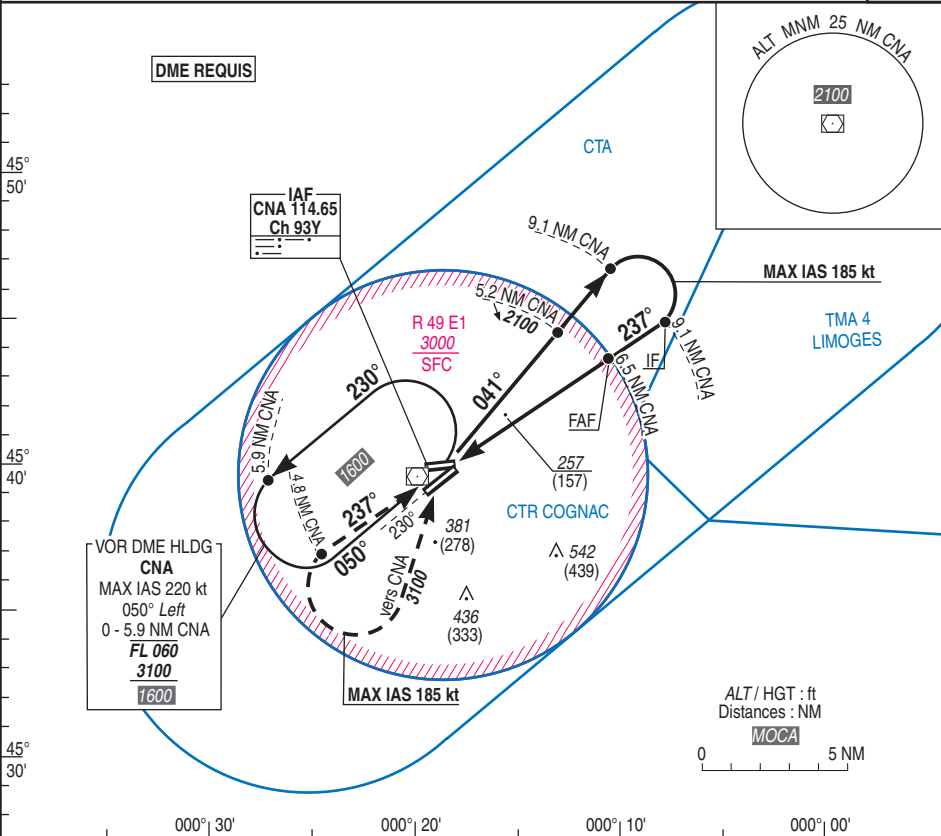 DME REQUIS
ALT MNM 25 NM CNA
2100
45°
50'
CTA
IAF
CNA 114.65
Ch 93Y
9.1 NM CNA
MAX IAS 185 kt
5.2 NM CNA
2100
237°
TMA 4
LIMOGES
R 49 E1
3000
SFC
9.1 NM CNA
IF
6.5 NM CNA
230°
041°
FAF
5.9 NM CNA
45°
40'
1600
257
(157)
4.8 NM CNA
237°
230°
050°
381
(278)
CTR COGNAC
542
(439)
vers CNA
3100
436
(333)
VOR DME HLDG
CNA
MAX IAS 220 kt
050° Left
0 - 5.9 NM CNA
FL 060
3100
1600
MAX IAS 185 kt
ALT / HGT : ft
Distances : NM
MOCA
0 5 NM
45°
30'
000° 30'
000° 20'
000° 10'
000° 00'